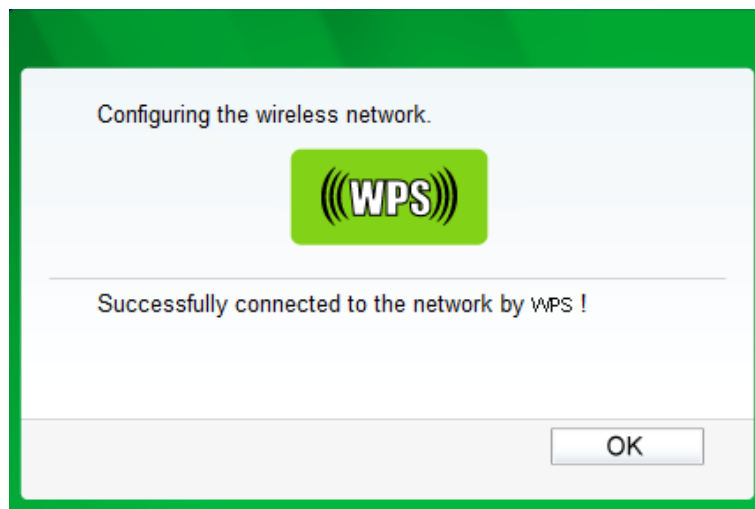 Configuring the wireless network.
(((WPS)))
Successfully connected to the network by WPS !
OK